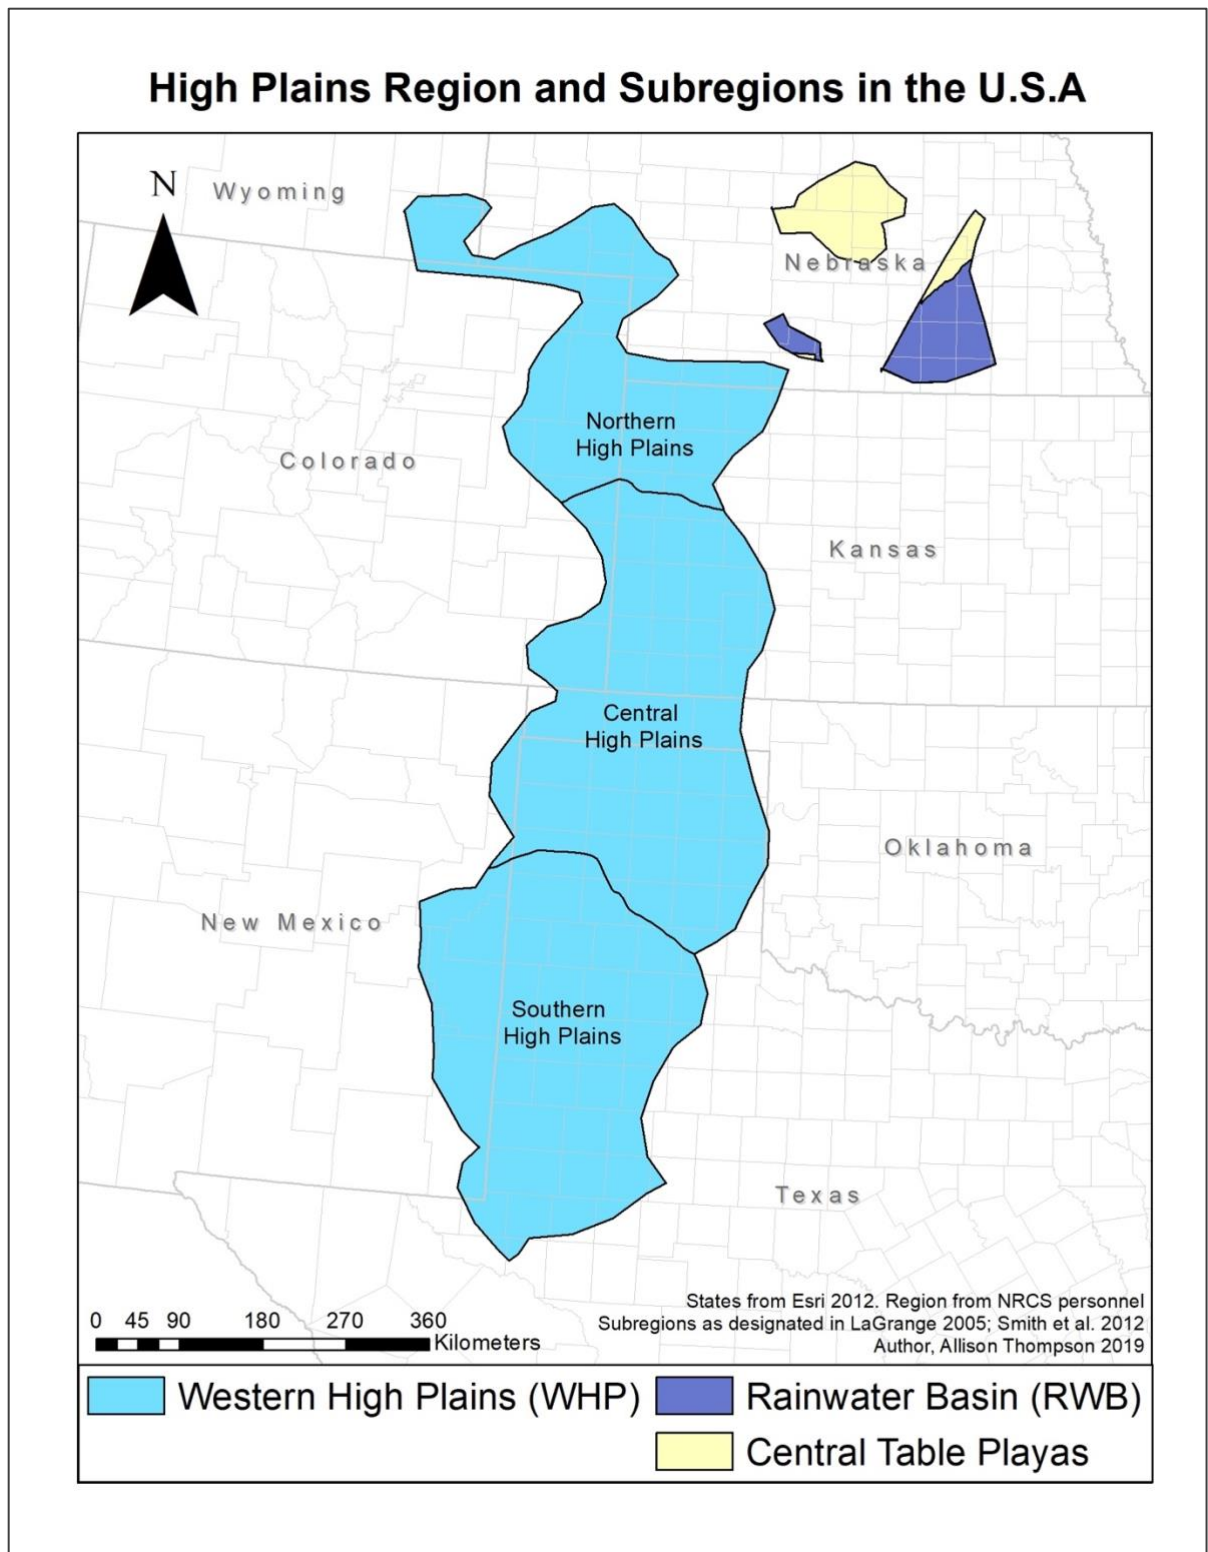 High Plains Region and Subregions in the U.S.A
N
Wyoming
Nebraska
Northern
High Plains
Colorado
Kansas
Central
High Plains
Oklahoma
New Mexico
Southern
High Plains
Texas
States from Esri 2012. Region from NRCS personnel
Subregions as designated in LaGrange 2005; Smith et al. 2012
Author, Allison Thompson 2019
0 45 90 180 270 360
Kilometers
Western High Plains (WHP)
Rainwater Basin (RWB)
Central Table Playas